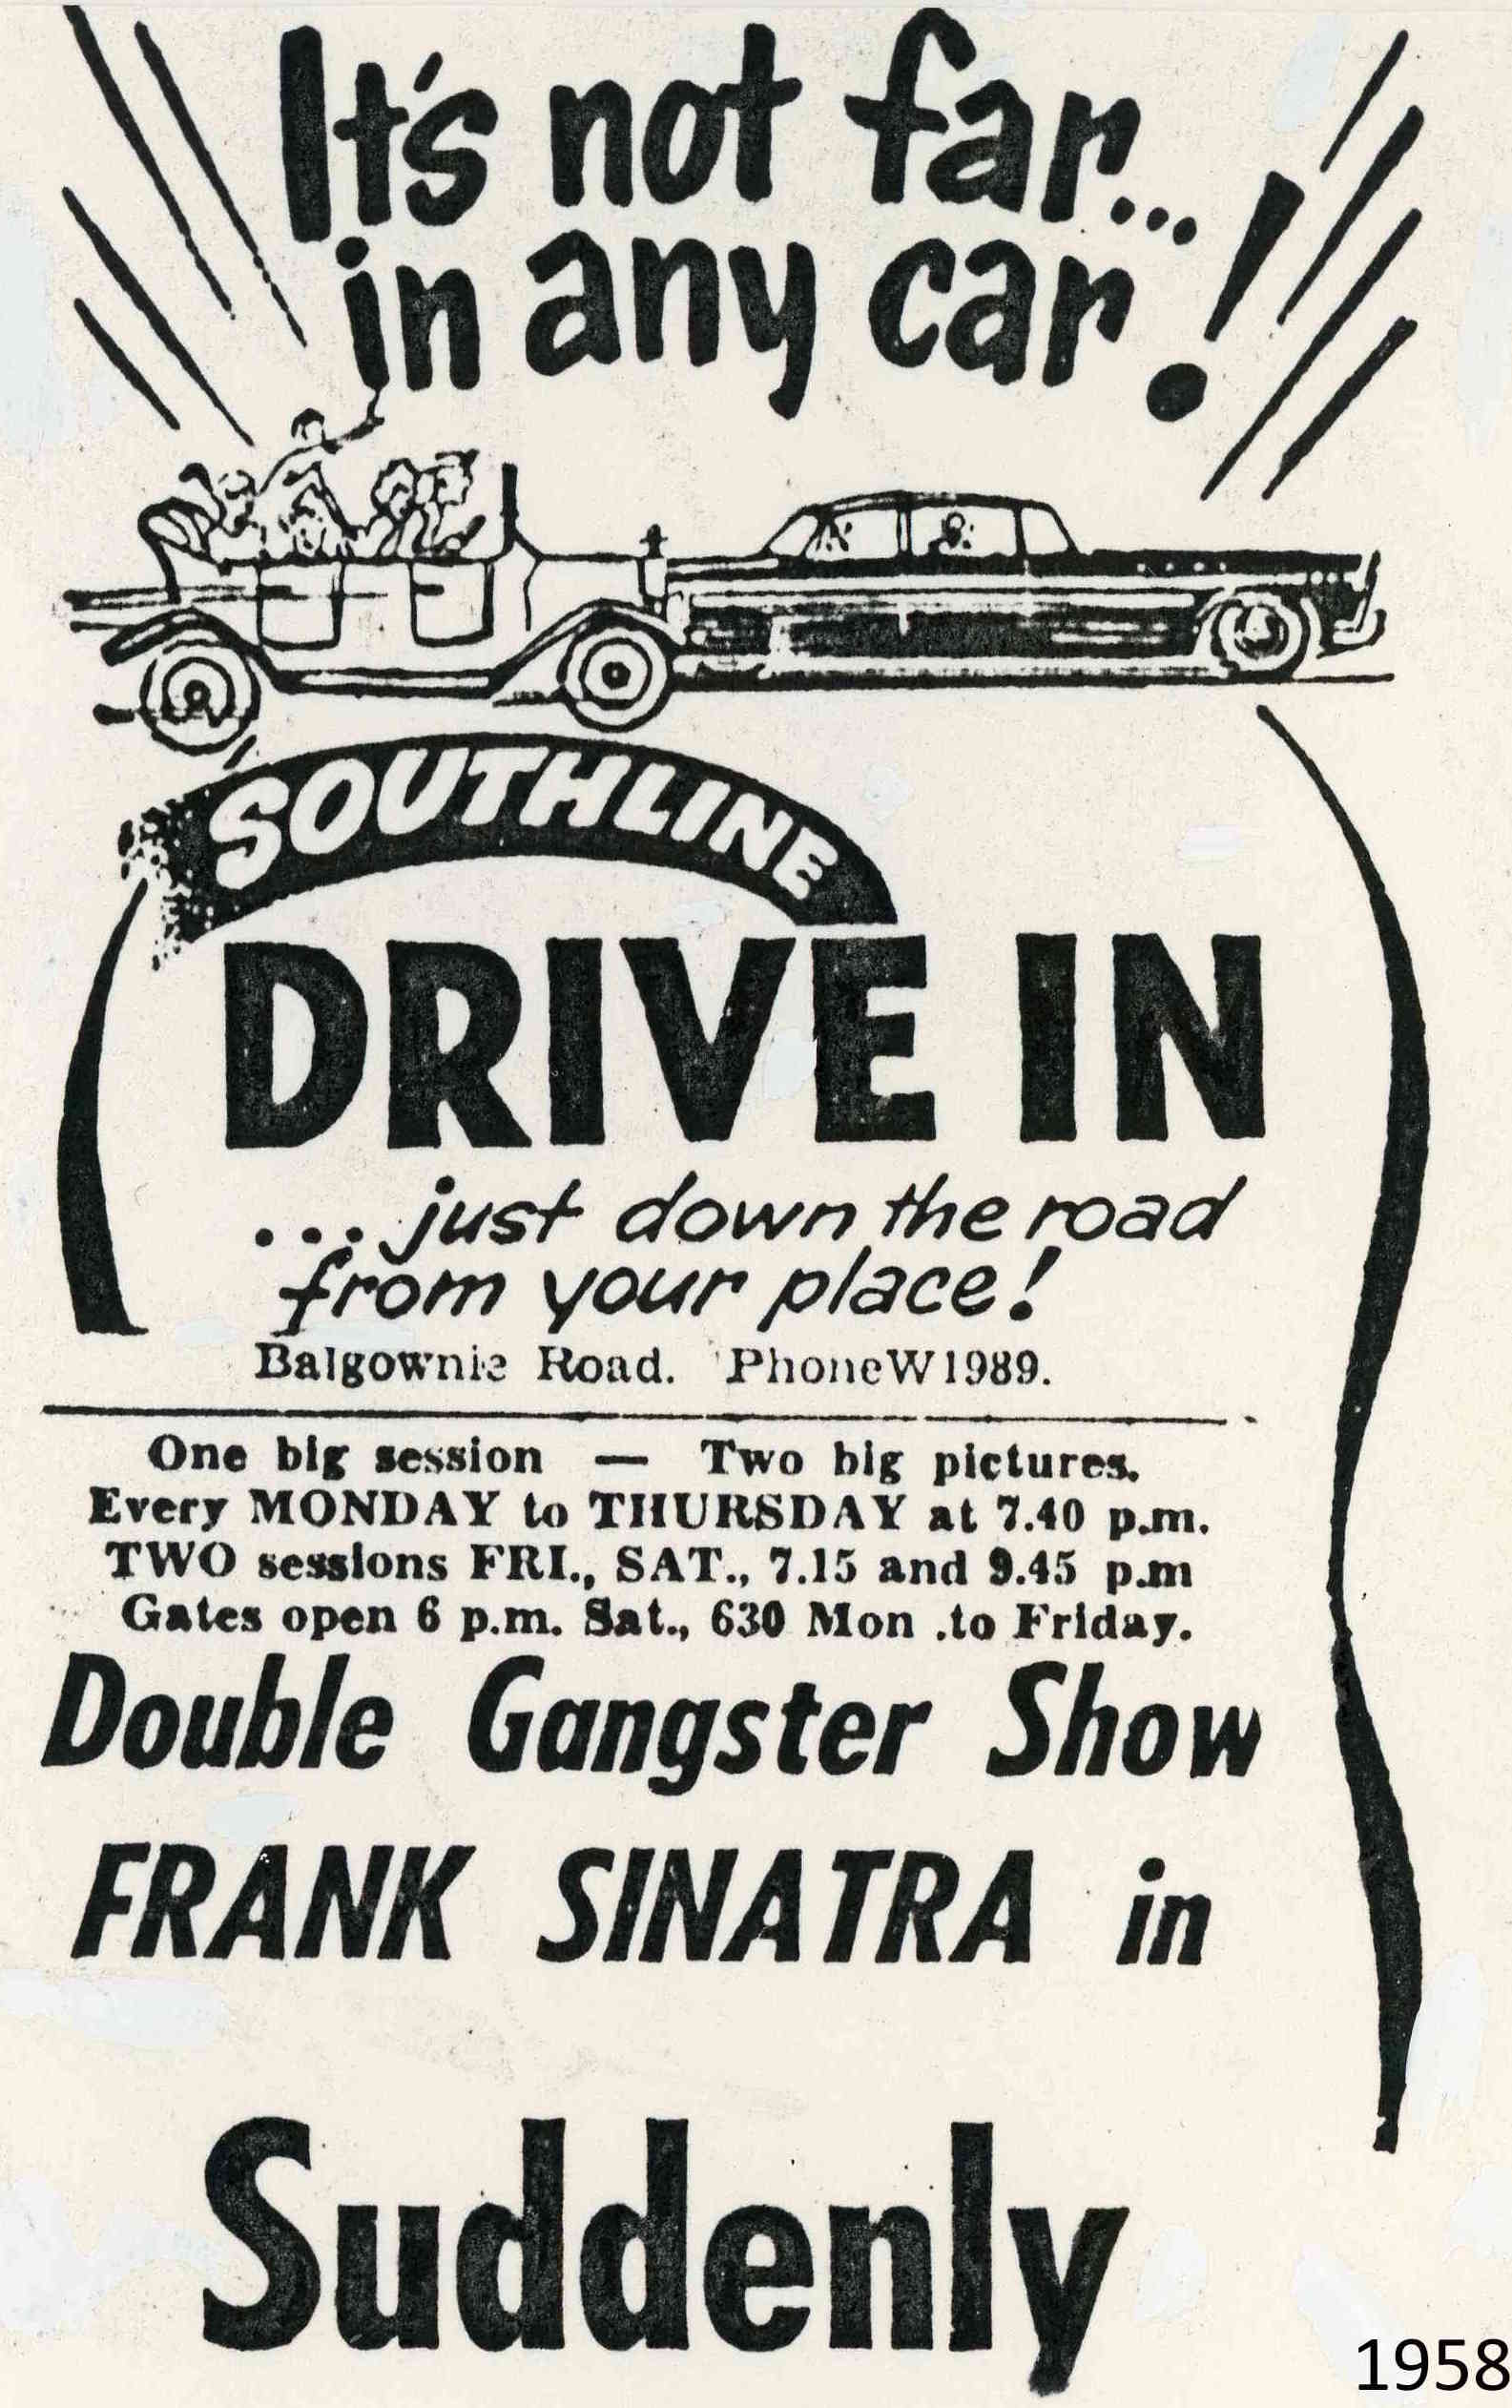 It's not far...
in any car!
SOUTHLINE
DRIVE IN
... just down the road
from your place!
Balgownie Road. Phone W1989.
One big session — Two big pictures.
Every MONDAY to THURSDAY at 7.40 p.m.
TWO sessions FRI., SAT., 7.15 and 9.45 p.m
Gates open 6 p.m. Sat., 630 Mon .to Friday.
Double Gangster Show
FRANK SINATRA in
Suddenly
1958